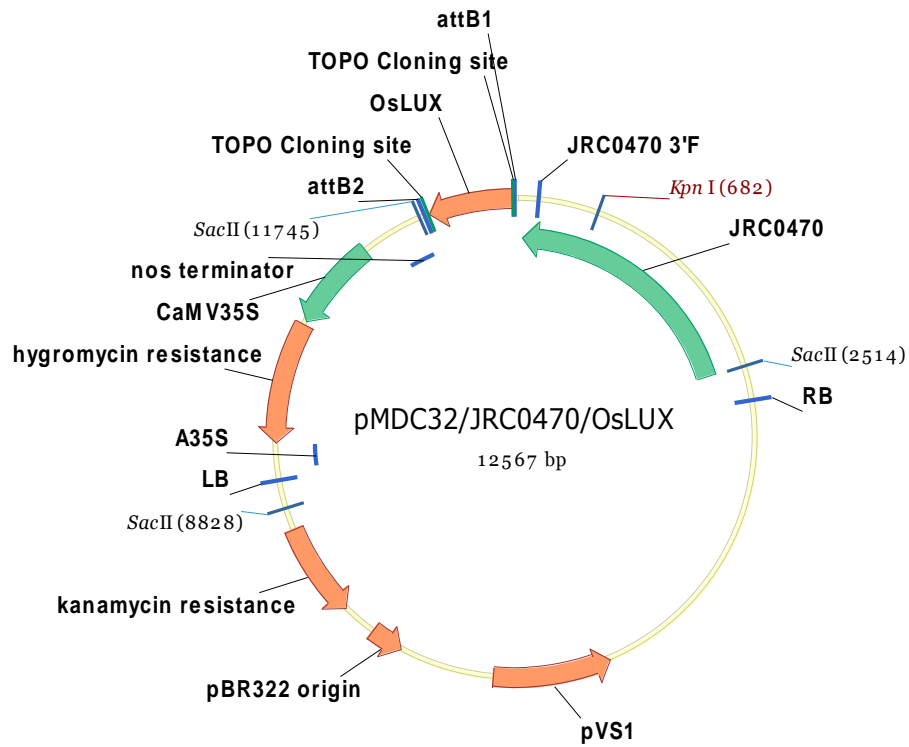 attB1
TOPO Cloning site
OsLUX
TOPO Cloning site
JRC0470 3'F
attB2
Kpn I (682)
SacII (11745)
JRC0470
nos terminator
CaMV35S
hygromycin resistance
SacII (2514)
RB
pMDC32/JRC0470/OsLUX
A35S
12567 bp
LB
SacII (8828)
kanamycin resistance
pBR322 origin
pVS1